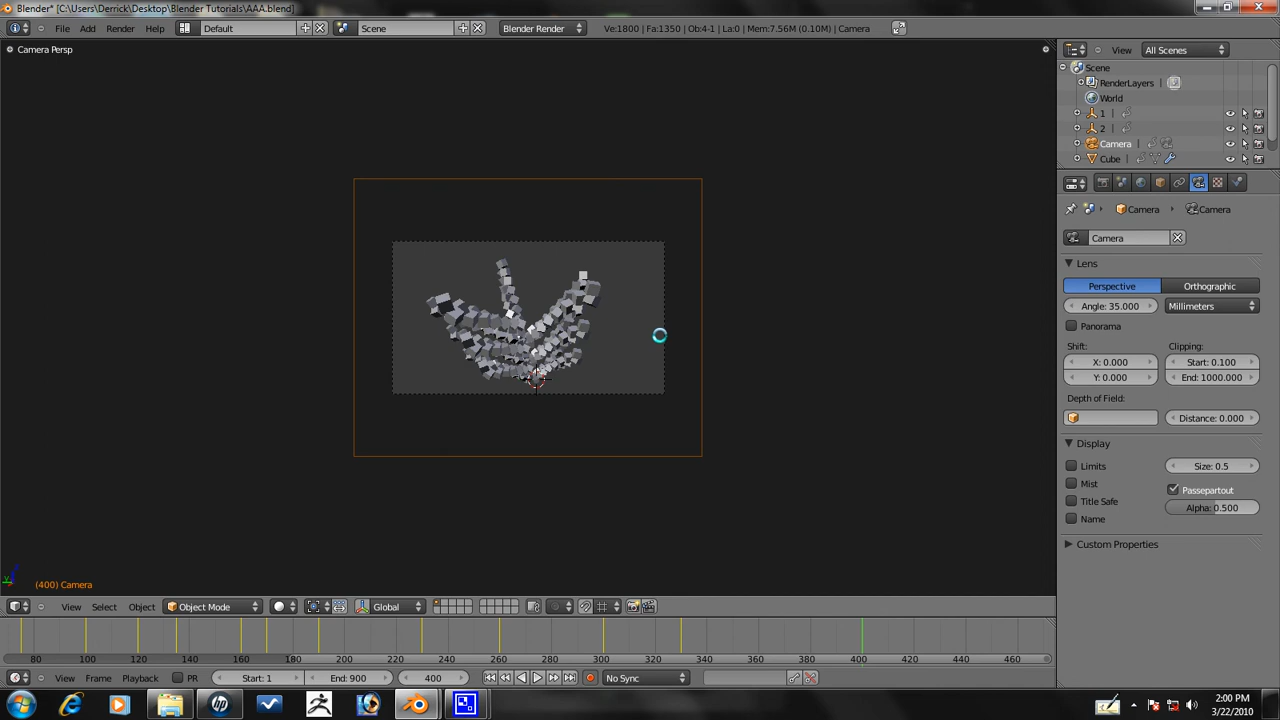 Blender* [C:\Users\Derrick\Desktop\Blender Tutorials\AAA.blend]
File Add Render Help Default Scene Blender Render Ve:1800 | Fa:1350 | Ob:4-1 | La:0 | Mem:7.56M (0.10M) | Camera
Camera Persp
(400) Camera
View Select Object Object Mode Global
80 100 120 140 160 180 200 220 240 260 280 300 320 340 360 380 400 420 440 460
View Frame Playback PR Start: 1 End: 900 400 No Sync
View All Scenes
Scene
RenderLayers |
World
1 |
2 |
Camera |
Cube |
Camera Camera
Camera
Lens
Perspective Orthographic
Angle: 35.000 Millimeters
Panorama
Shift: Clipping:
X: 0.000 Start: 0.100
Y: 0.000 End: 1000.000
Depth of Field:
Distance: 0.000
Display
Limits Size: 0.5
Mist Passepartout
Title Safe Alpha: 0.500
Name
Custom Properties
2:00 PM
3/22/2010